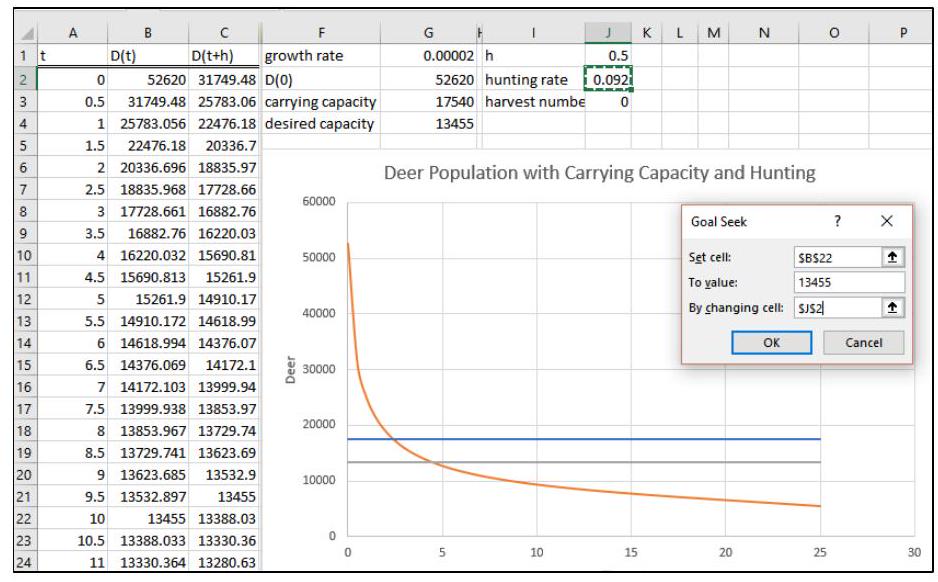 A B C F G H I J K L M N O P
1 t D(t) D(t+h) growth rate 0.00002 h 0.5
2 0 52620 31749.48 D(0) 52620 hunting rate 0.092
3 0.5 31749.48 25783.06 carrying capacity 17540 harvest numbe 0
4 1 25783.056 22476.18 desired capacity 13455
5 1.5 22476.18 20336.7
6 2 20336.696 18835.97
7 2.5 18835.968 17728.66
8 3 17728.661 16882.76
9 3.5 16882.76 16220.03
10 4 16220.032 15690.81
11 4.5 15690.813 15261.9
12 5 15261.9 14910.17
13 5.5 14910.172 14618.99
14 6 14618.994 14376.07
15 6.5 14376.069 14172.1
16 7 14172.103 13999.94
17 7.5 13999.938 13853.97
18 8 13853.967 13729.74
19 8.5 13729.741 13623.69
20 9 13623.685 13532.9
21 9.5 13532.897 13455
22 10 13455 13388.03
23 10.5 13388.033 13330.36
24 11 13330.364 13280.63
Deer Population with Carrying Capacity and Hunting
60000
50000
40000
30000
20000
10000
0
Deer
0 5 10 15 20 25 30
Goal Seek ? X
Set cell: $B$22
To value: 13455
By changing cell: $J$2
OK Cancel